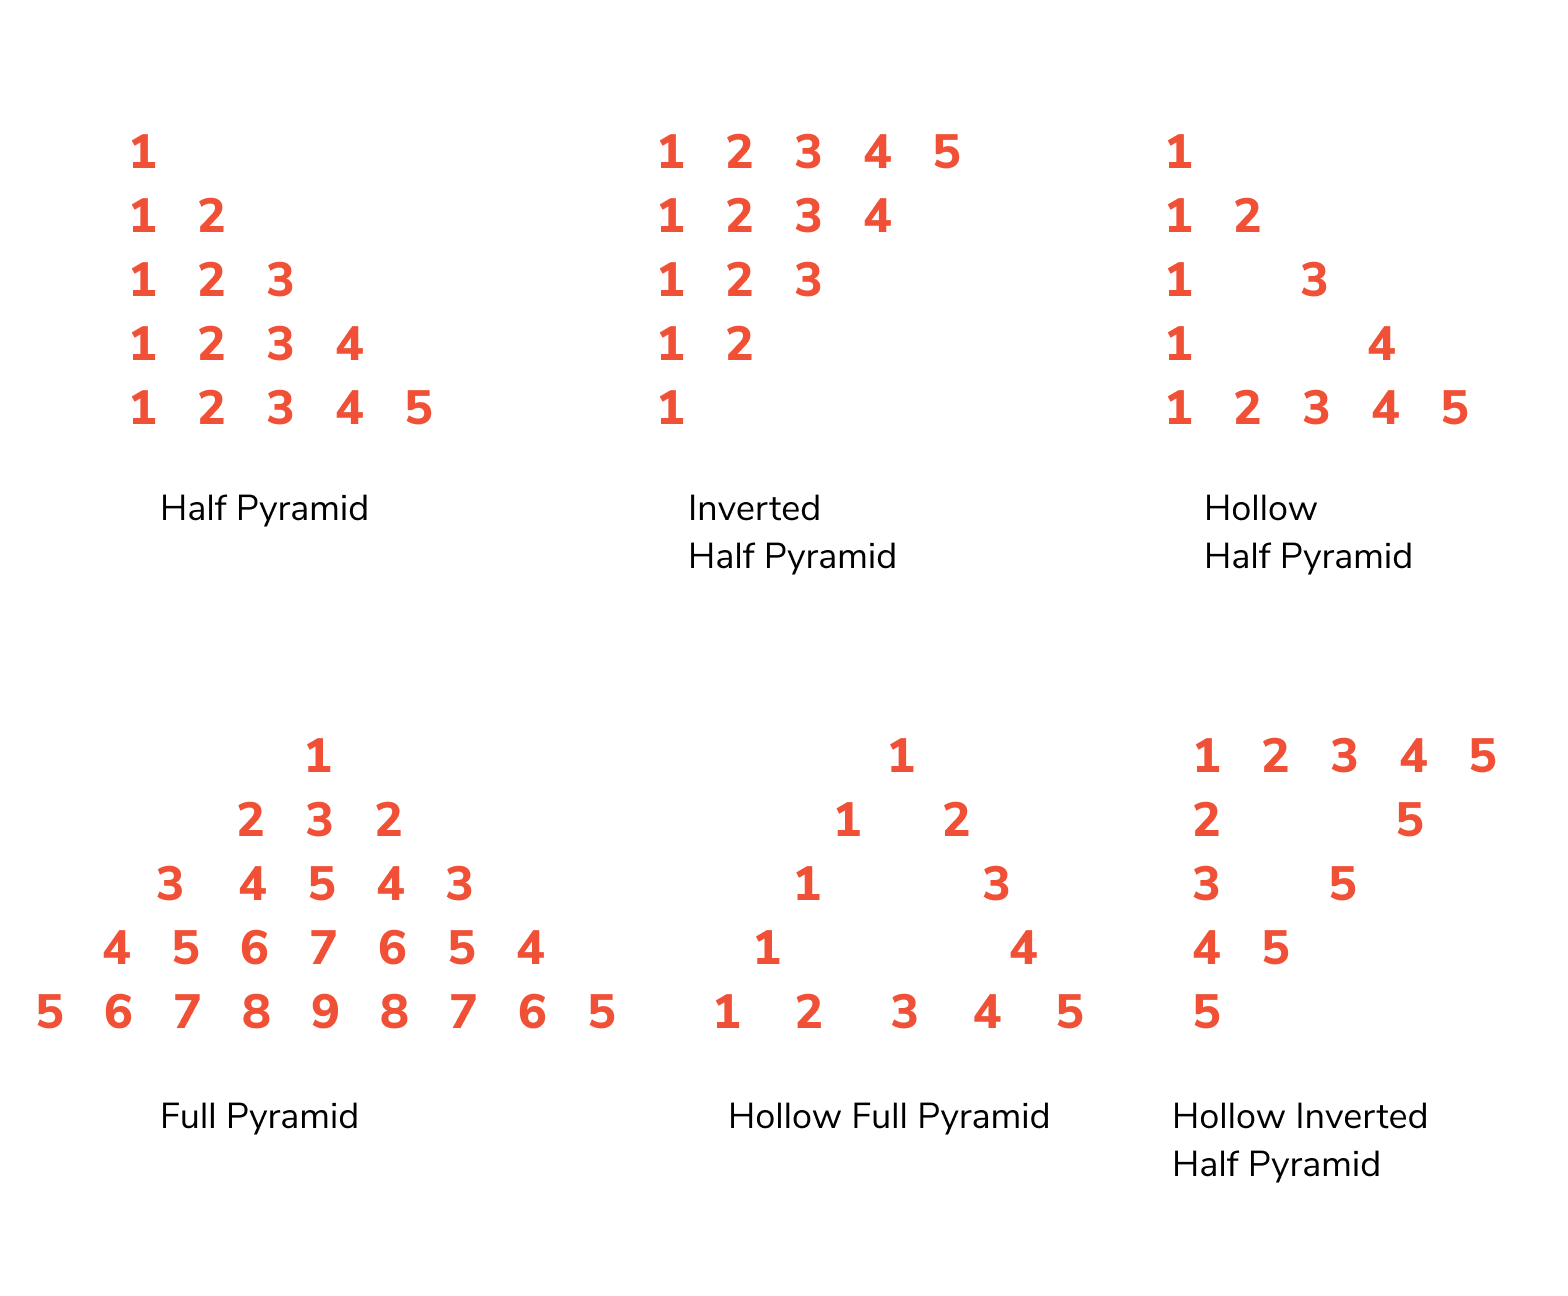 1
1 2
1 2 3
1 2 3 4
1 2 3 4 5
Half Pyramid
1 2 3 4 5
1 2 3 4
1 2 3
1 2
1
Inverted
Half Pyramid
1
1 2
1 3
1 4
1 2 3 4 5
Hollow
Half Pyramid
1
2 3 2
3 4 5 4 3
4 5 6 7 6 5 4
5 6 7 8 9 8 7 6 5
Full Pyramid
1
1 2
1 3
1 4
1 2 3 4 5
Hollow Full Pyramid
1 2 3 4 5
2 5
3 5
4 5
5
Hollow Inverted
Half Pyramid